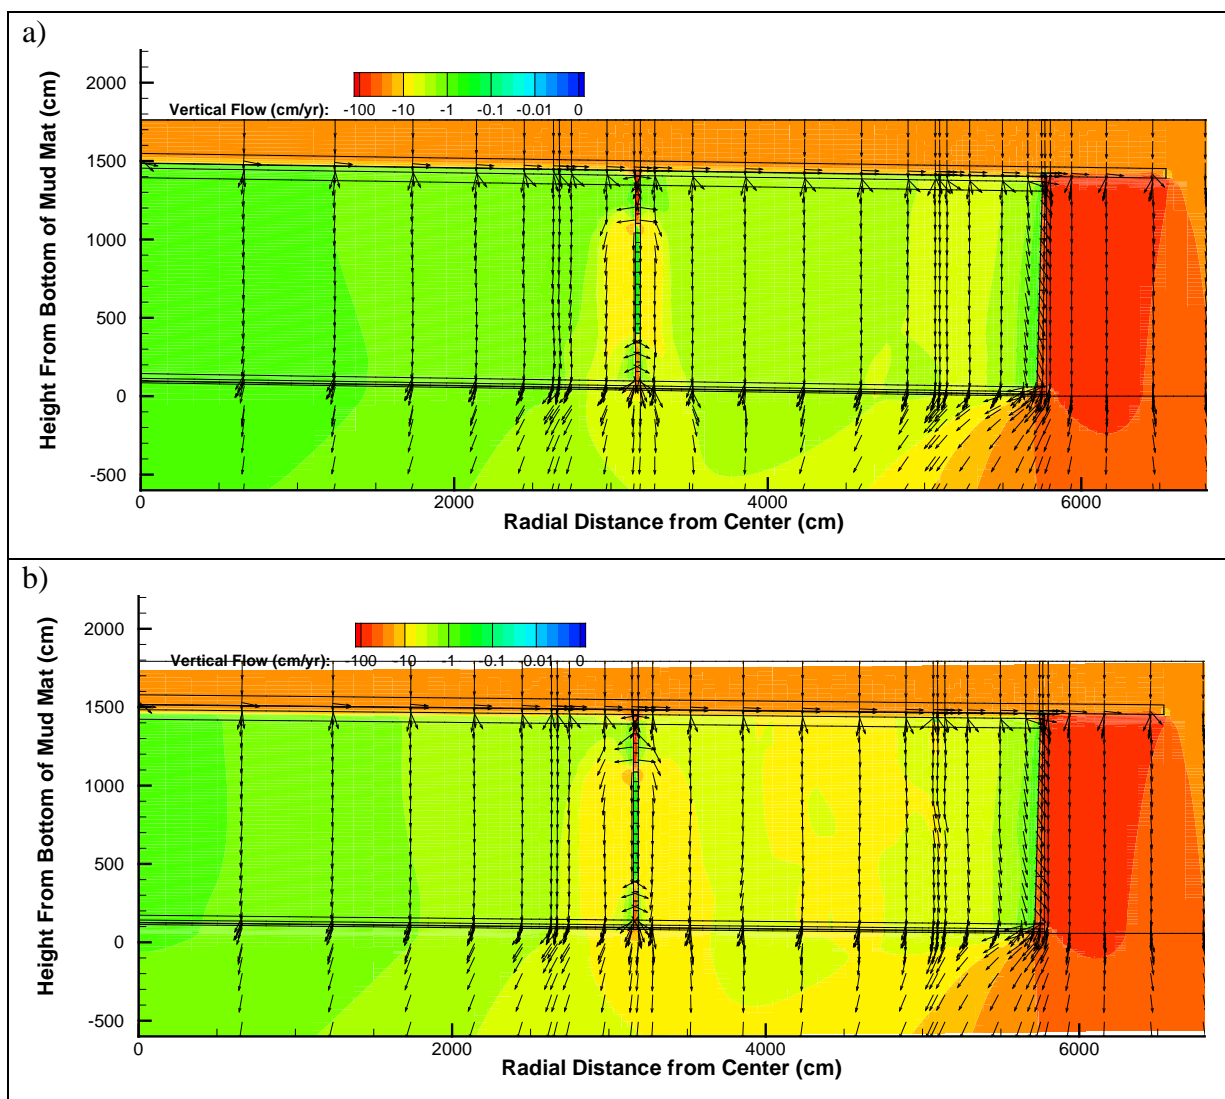 a)
2000
1500
1000
500
0
-500
Height From Bottom of Mud Mat (cm)
Vertical Flow (cm/yr):
-100 -10 -1 -0.1 -0.01 0
0 2000 4000 6000
Radial Distance from Center (cm)
b)
2000
1500
1000
500
0
-500
Height From Bottom of Mud Mat (cm)
Vertical Flow (cm/yr):
-100 -10 -1 -0.1 -0.01 0
0 2000 4000 6000
Radial Distance from Center (cm)